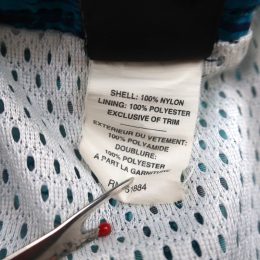 SHELL: 100% NYLON
LINING: 100% POLYESTER
EXCLUSIVE OF TRIM
EXTERIEUR DU VETEMENT:
100% POLYAMIDE
DOUBLURE:
100% POLYESTER
A PART LA GARNITURE